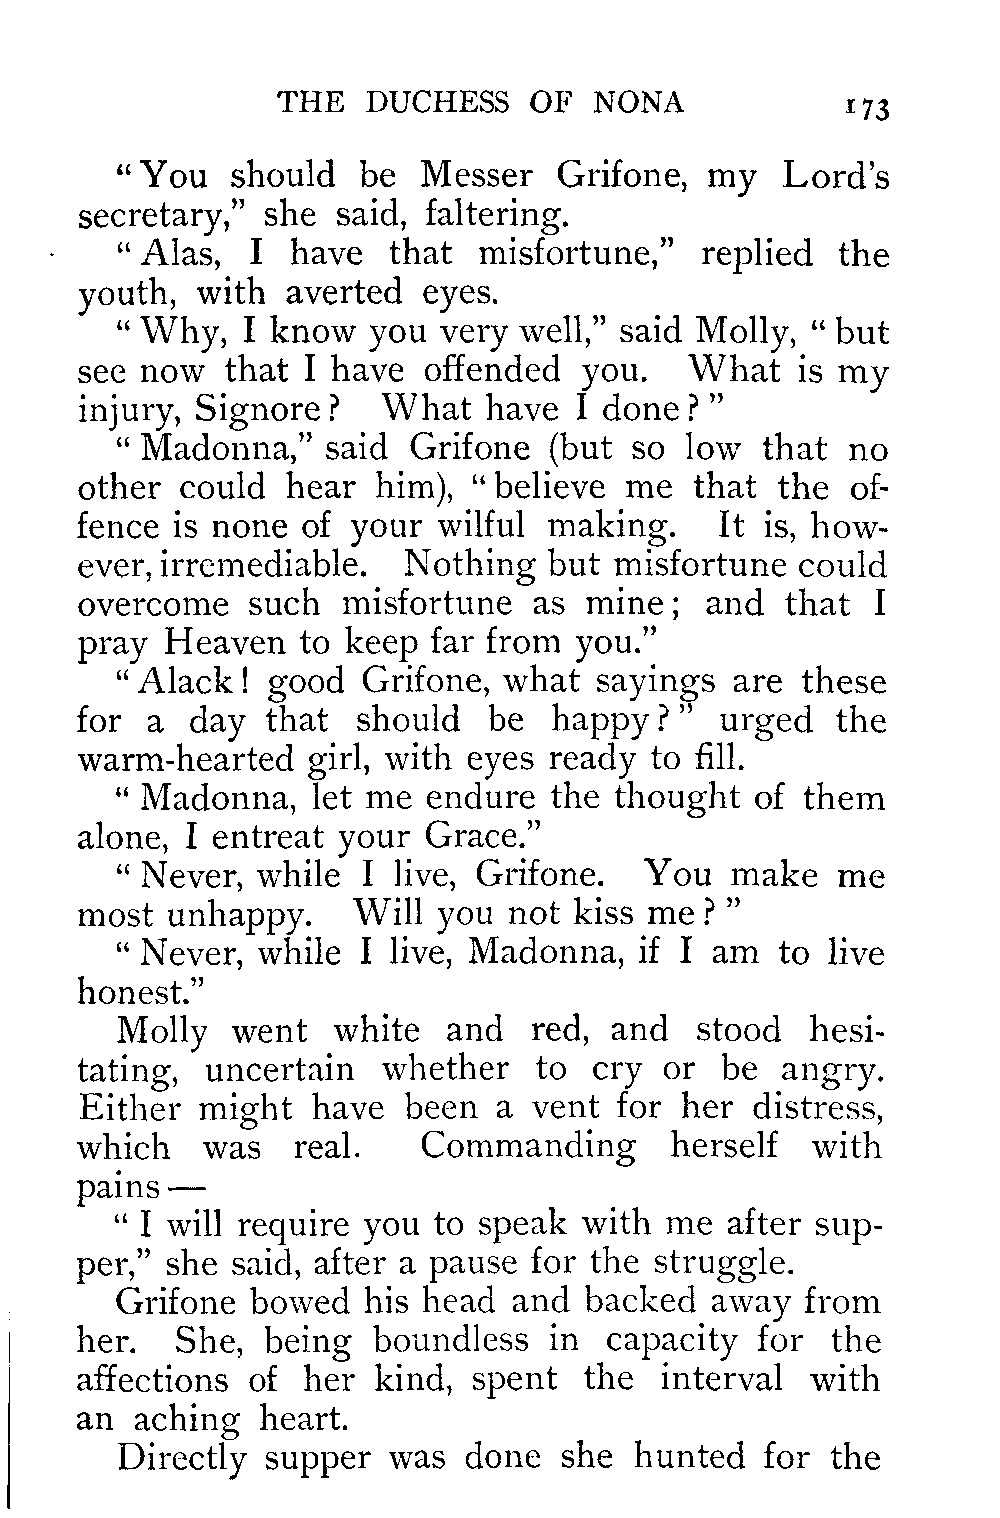 THE DUCHESS OF NONA 173
“ You should be Messer Grifone, my Lord’s
secretary,” she said, faltering.
“ Alas, I have that misfortune,” replied the
youth, with averted eyes.
“ Why, I know you very well,” said Molly, “ but
see now that I have offended you. What is my
injury, Signore? What have I done? ”
“ Madonna,” said Grifone (but so low that no
other could hear him), “ believe me that the of-
fence is none of your wilful making. It is, how-
ever, irremediable. Nothing but misfortune could
overcome such misfortune as mine; and that I
pray Heaven to keep far from you.”
“ Alack! good Grifone, what sayings are these
for a day that should be happy? ” urged the
warm-hearted girl, with eyes ready to fill.
“ Madonna, let me endure the thought of them
alone, I entreat your Grace.”
“ Never, while I live, Grifone. You make me
most unhappy. Will you not kiss me? ”
“ Never, while I live, Madonna, if I am to live
honest.”
Molly went white and red, and stood hesi-
tating, uncertain whether to cry or be angry.
Either might have been a vent for her distress,
which was real. Commanding herself with
pains —
“ I will require you to speak with me after sup-
per,” she said, after a pause for the struggle.
Grifone bowed his head and backed away from
her. She, being boundless in capacity for the
affections of her kind, spent the interval with
an aching heart.
Directly supper was done she hunted for the